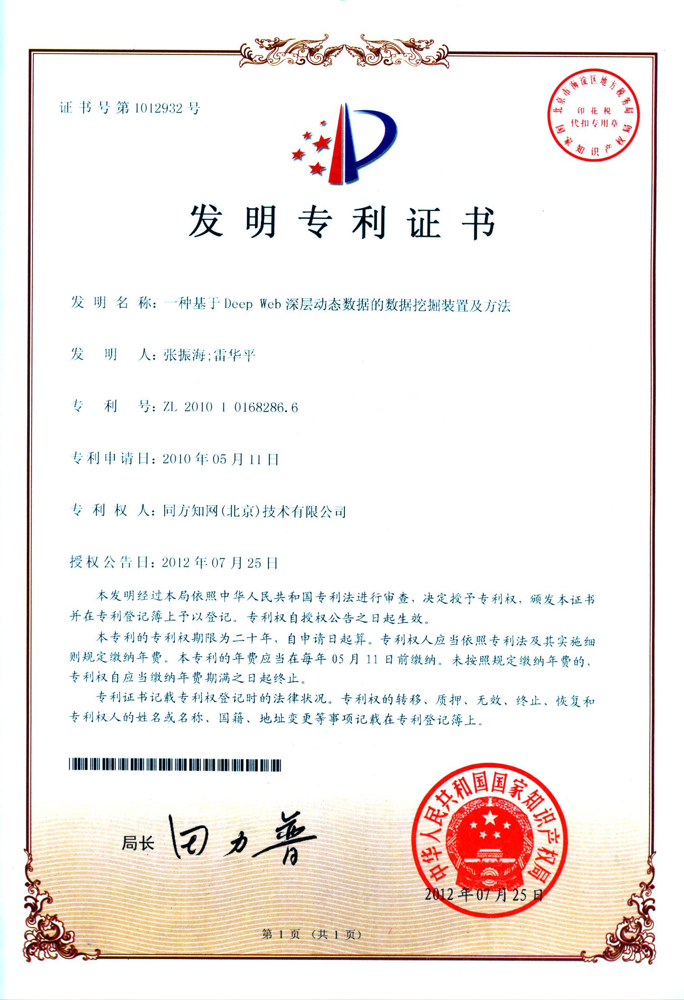 证书号第1012932号
北京市海淀区地方税务局
印花税
代扣专用章
国家知识产权局
发明专利证书
发明名称：一种基于Deep Web深层动态数据的数据挖掘装置及方法
发明人：张振海;雷华平
专利号：ZL 2010 1 0168286.6
专利申请日：2010年05月11日
专利权人：同方知网(北京)技术有限公司
授权公告日：2012年07月25日
本发明经过本局依照中华人民共和国专利法进行审查，决定授予专利权，颁发本证书
并在专利登记簿上予以登记。专利权自授权公告之日起生效。
本专利的专利权期限为二十年，自申请日起算。专利权人应当依照专利法及其实施细
则规定缴纳年费。本专利的年费应当在每年05月11日前缴纳。未按照规定缴纳年费的，
专利权自应当缴纳年费期满之日起终止。
专利证书记载专利权登记时的法律状况。专利权的转移、质押、无效、终止、恢复和
专利权人的姓名或名称、国籍、地址变更等事项记载在专利登记簿上。
局长 田力普
中华人民共和国国家知识产权局
2012年07月25日
第1页（共1页）